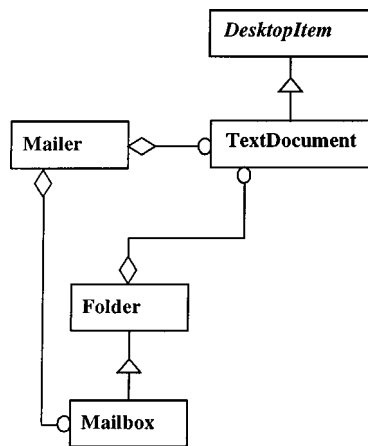 DesktopItem
Mailer
TextDocument
Folder
Mailbox